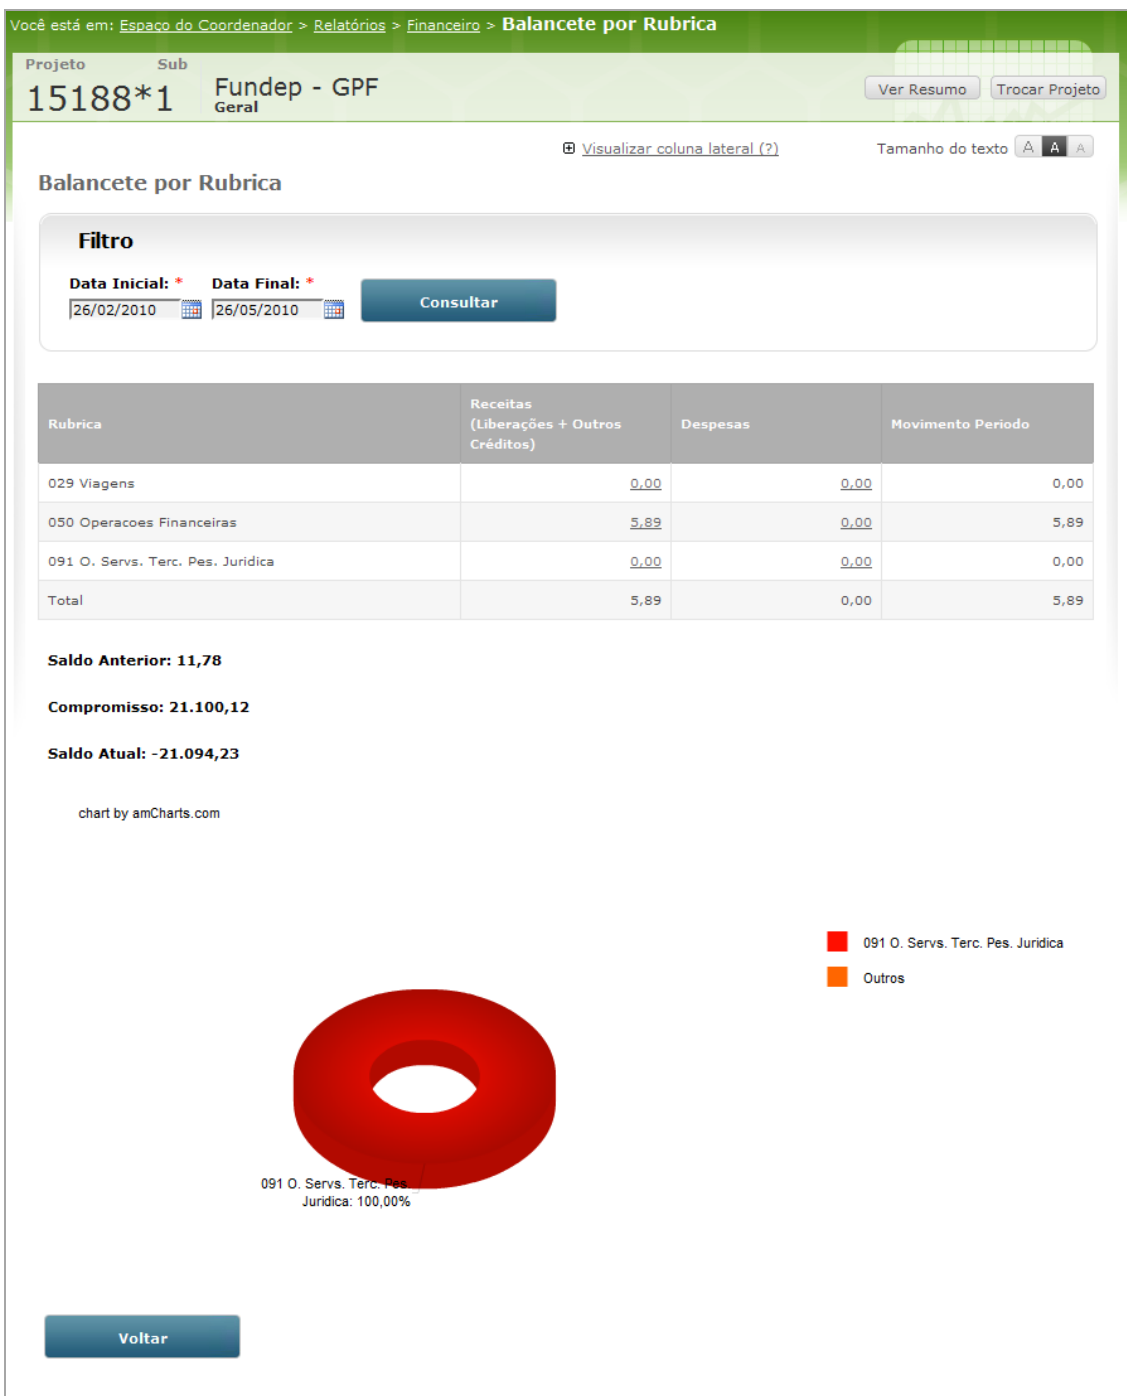 Você está em: Espaço do Coordenador > Relatórios > Financeiro > Balancete por Rubrica
Projeto Sub
15188*1 Fundep - GPF
Geral
Ver Resumo Trocar Projeto
Visualizar coluna lateral (?) Tamanho do texto A A A
Balancete por Rubrica
Filtro
Data Inicial: * Data Final: *
26/02/2010 26/05/2010 Consultar
Rubrica Receitas (Liberações + Outros Créditos) Despesas Movimento Periodo
029 Viagens 0,00 0,00 0,00
050 Operacoes Financeiras 5,89 0,00 5,89
091 O. Servs. Terc. Pes. Juridica 0,00 0,00 0,00
Total 5,89 0,00 5,89
Saldo Anterior: 11,78
Compromisso: 21.100,12
Saldo Atual: -21.094,23
chart by amCharts.com
091 O. Servs. Terc. Pes. Juridica
Outros
091 O. Servs. Terc. Pes.
Juridica: 100,00%
Voltar